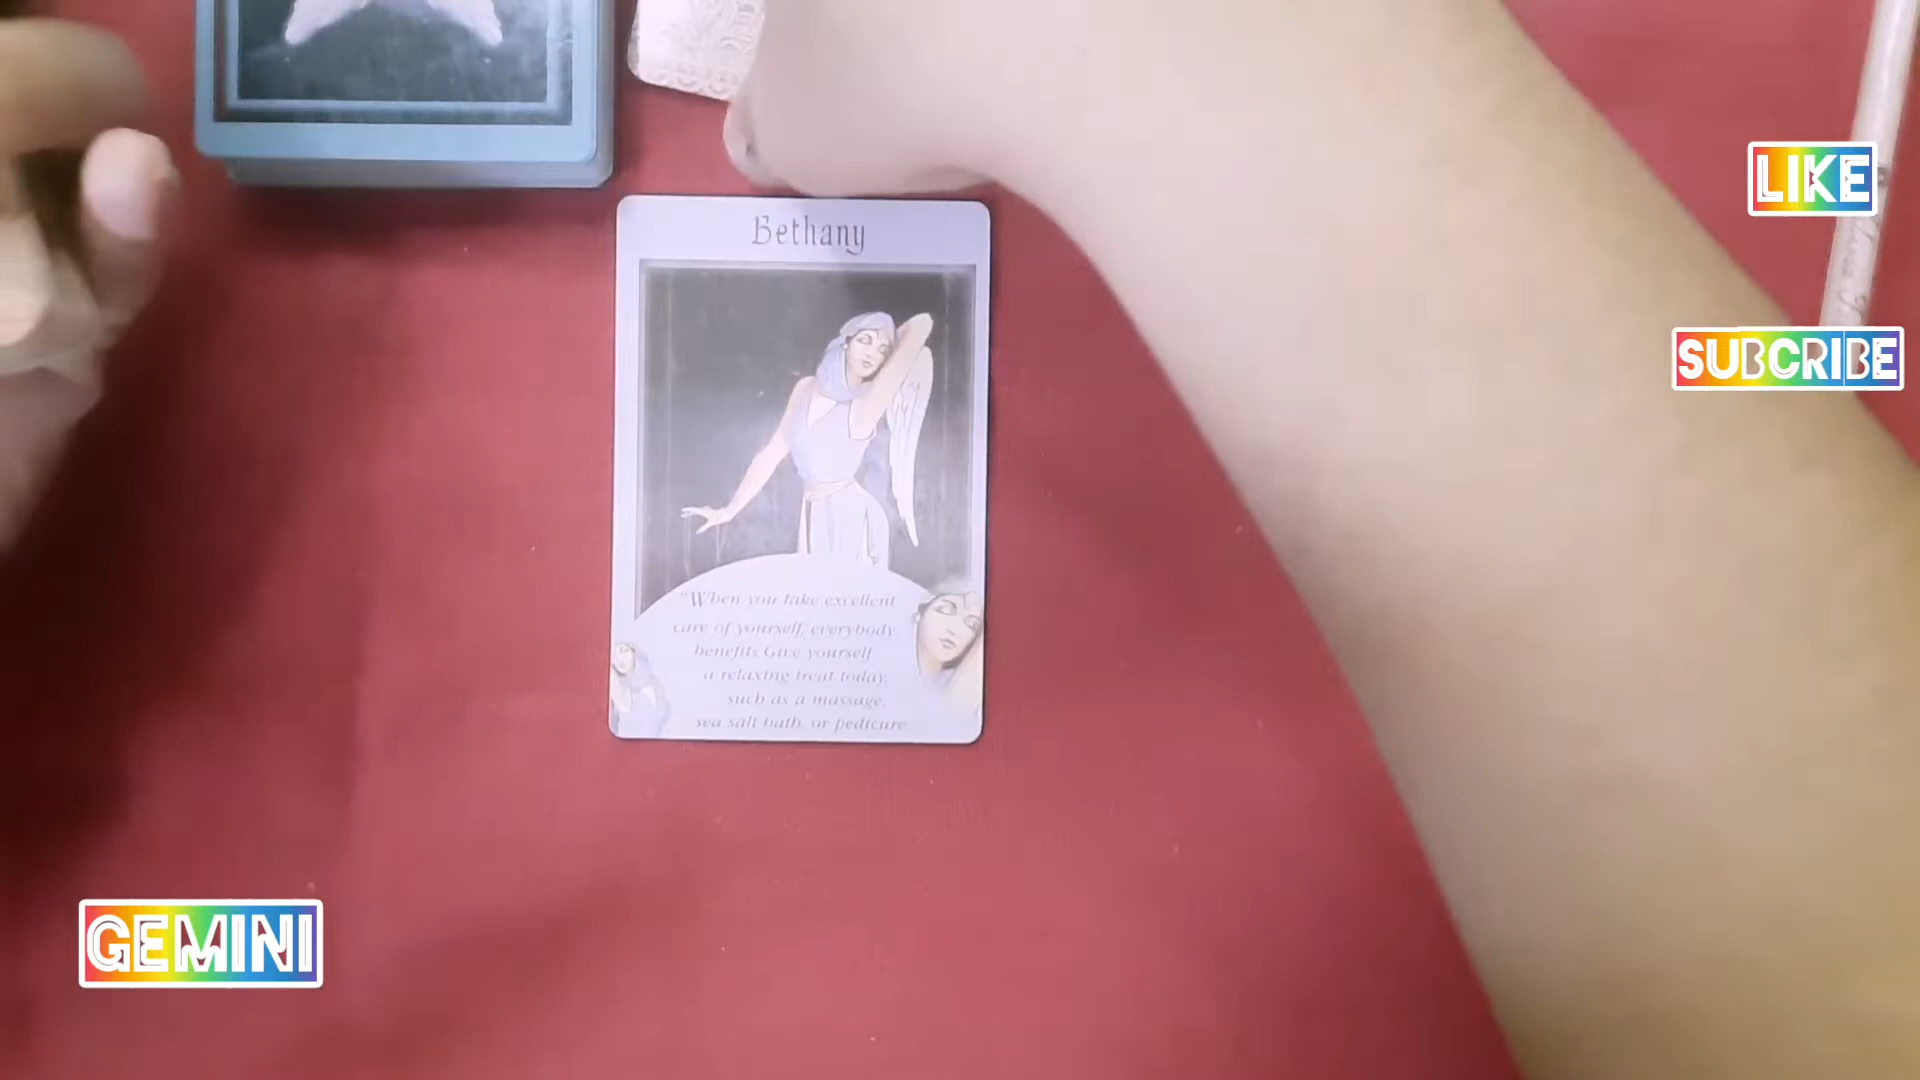 Bethany
"When you take excellent
care of yourself, everybody
benefits. Give yourself
a relaxing treat today,
such as a massage,
sea salt bath, or pedicure
LIKE
SUBCRIBE
GEMINI